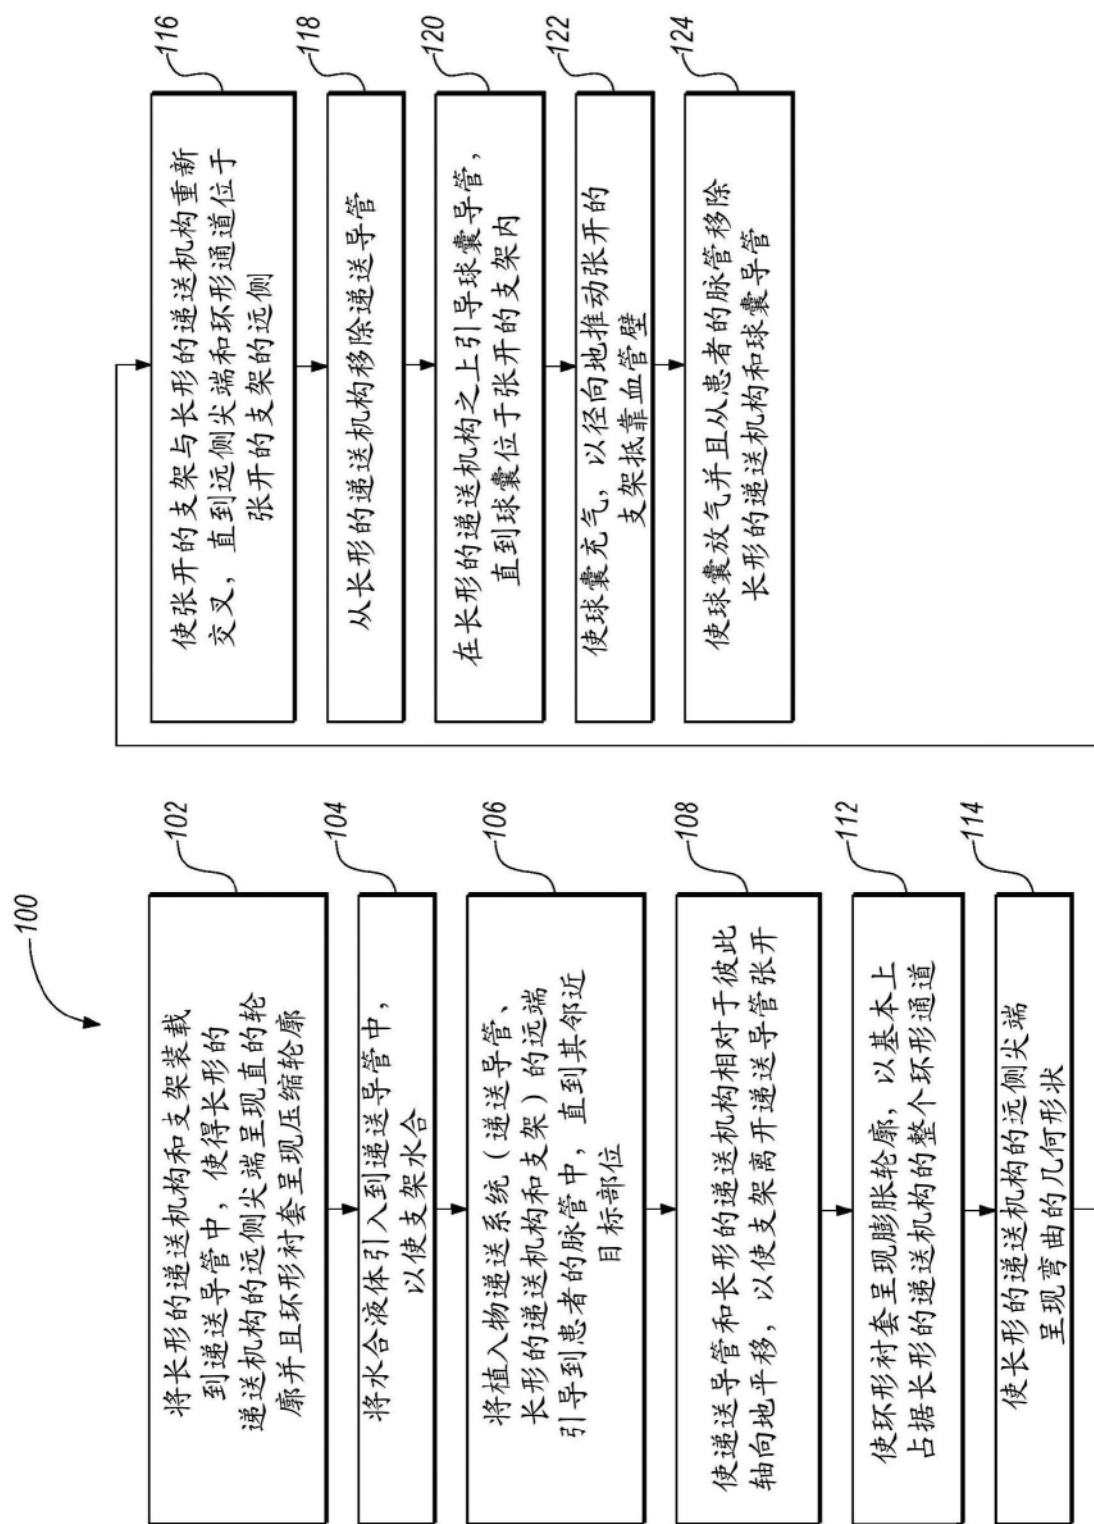 100
102
将长形的递送机构和支架装载
到递送导管中，使得长形的
递送机构的远侧尖端呈现直的轮
廓并且环形衬套呈现压缩轮廓
104
将水合液体引入到递送导管中，
以使支架水合
106
将植入物递送系统（递送导管、
长形的递送机构和支架）的远端
引导到患者的脉管中，直到其邻近
目标部位
108
使递送导管和长形的递送机构相对于彼此
轴向地平移，以使支架离开递送导管张开
112
使环形衬套呈现膨胀轮廓，以基本上
占据长形的递送机构的整个环形通道
114
使长形的递送机构的远侧尖端
呈现弯曲的几何形状
116
使张开的支架与长形的递送机构重新
交叉，直到远侧尖端和环形通道位于
张开的支架的远侧
118
从长形的递送机构移除递送导管
120
在长形的递送机构之上引导球囊导管，
直到球囊位于张开的支架内
122
使球囊充气，以径向地推动张开的
支架抵靠血管壁
124
使球囊放气并且从患者的脉管移除
长形的递送机构和球囊导管